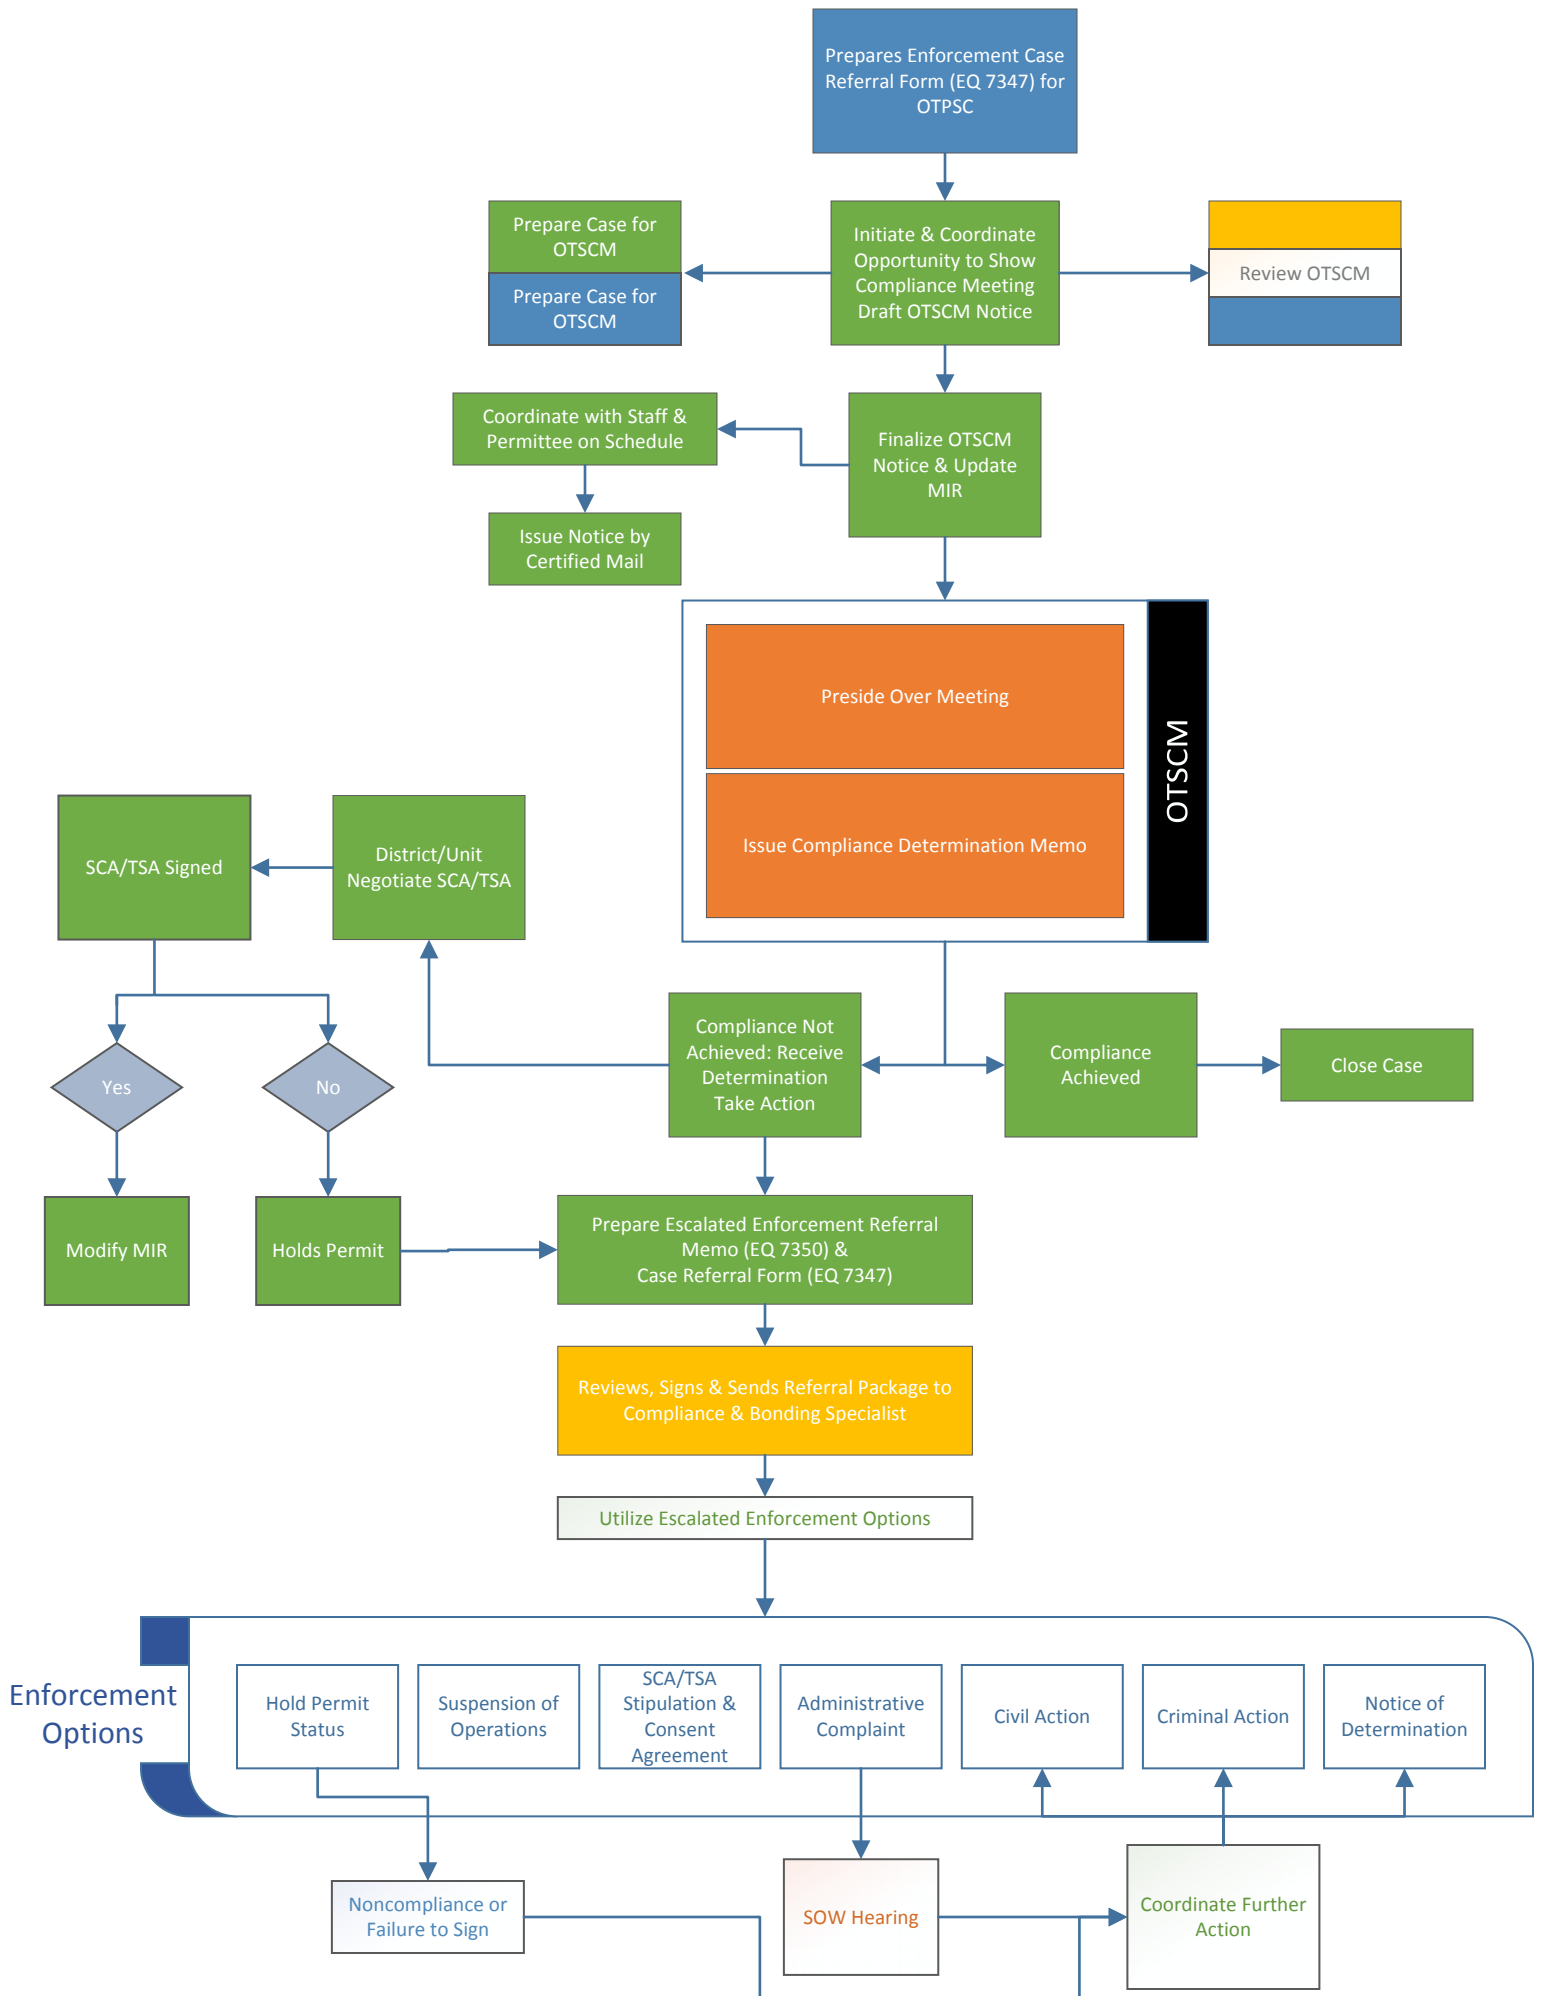 Prepares Enforcement Case
Referral Form (EQ 7347) for
OTPSC
Prepare Case for
OTSCM
Prepare Case for
OTSCM
Initiate & Coordinate
Opportunity to Show
Compliance Meeting
Draft OTSCM Notice
Review OTSCM
Coordinate with Staff &
Permittee on Schedule
Finalize OTSCM
Notice & Update
MIR
Issue Notice by
Certified Mail
Preside Over Meeting
Issue Compliance Determination Memo
OTSCM
SCA/TSA Signed
District/Unit
Negotiate SCA/TSA
Compliance Not
Achieved: Receive
Determination
Take Action
Compliance
Achieved
Close Case
Yes
No
Modify MIR
Holds Permit
Prepare Escalated Enforcement Referral
Memo (EQ 7350) &
Case Referral Form (EQ 7347)
Reviews, Signs & Sends Referral Package to
Compliance & Bonding Specialist
Utilize Escalated Enforcement Options
Enforcement
Options
Hold Permit
Status
Suspension of
Operations
SCA/TSA
Stipulation &
Consent
Agreement
Administrative
Complaint
Civil Action
Criminal Action
Notice of
Determination
Noncompliance or
Failure to Sign
SOW Hearing
Coordinate Further
Action